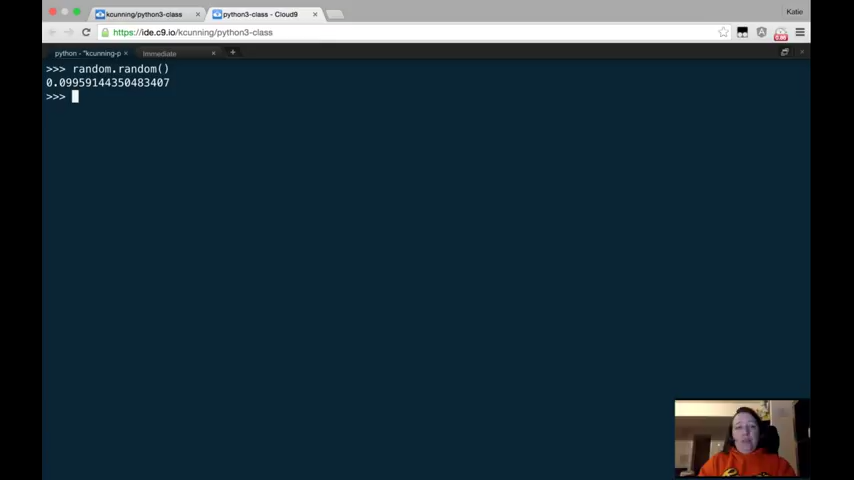 kcunning/python3-class
python3-class - Cloud9
Katie
https://ide.c9.io/kcunning/python3-class
python - "kcunning-p
Immediate
>>> random.random()
0.09959144350483407
>>>